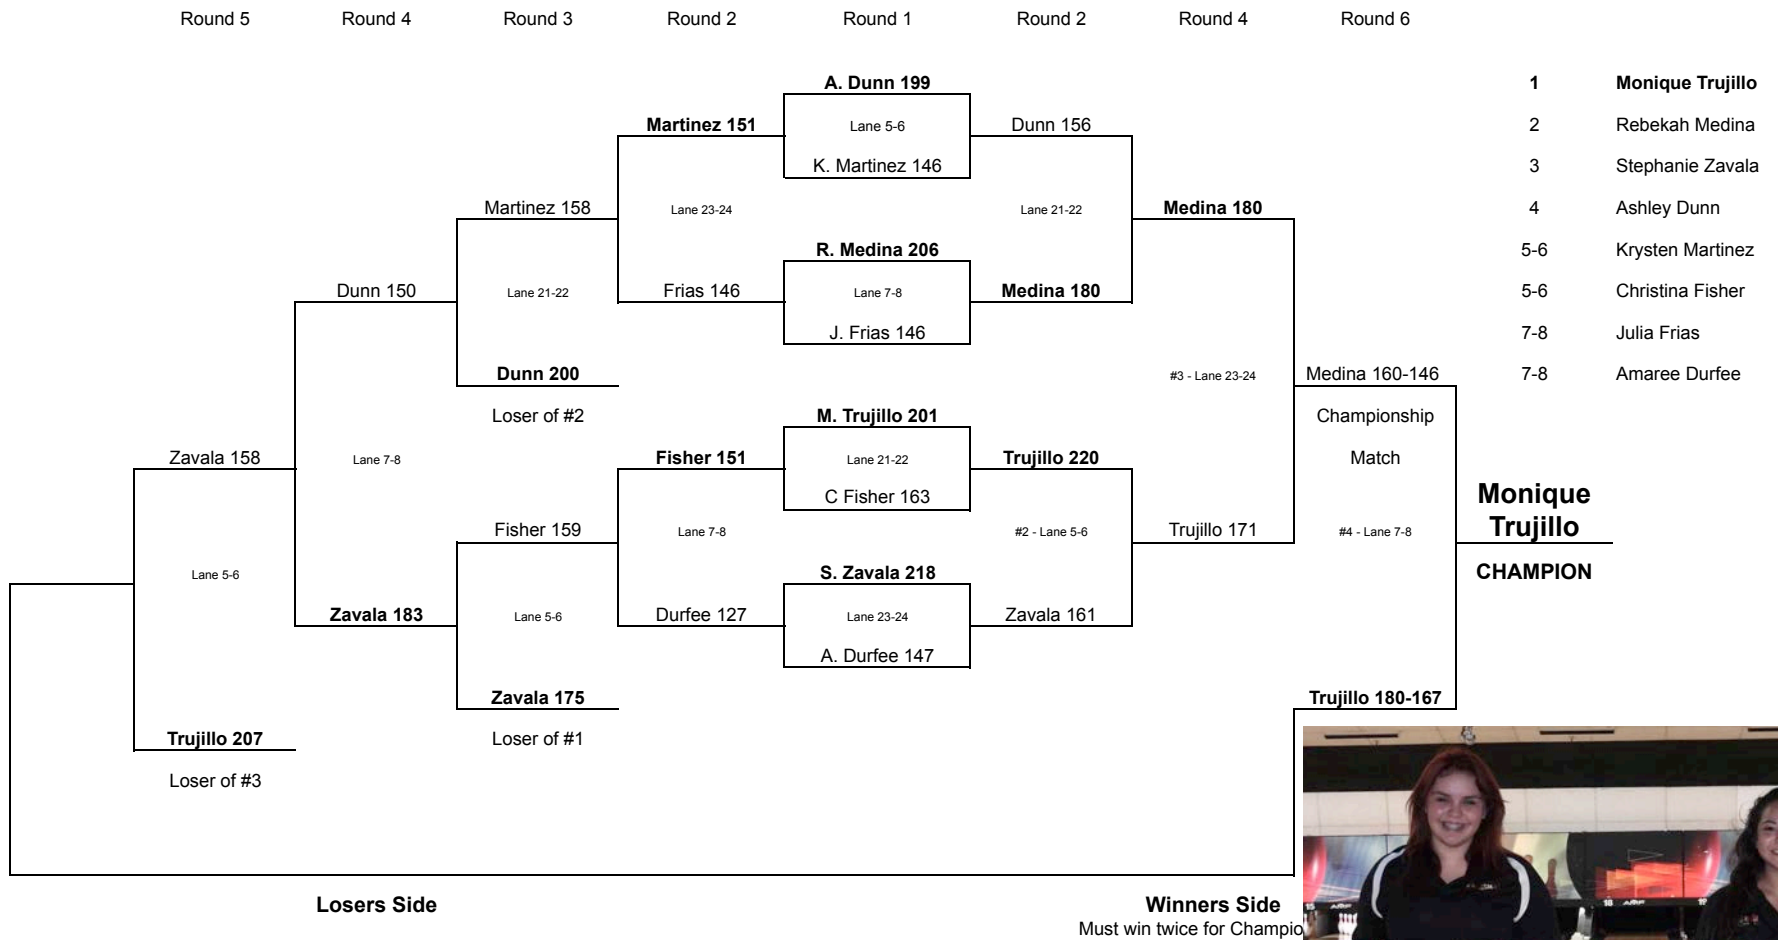 Round 5 Round 4 Round 3 Round 2 Round 1 Round 2 Round 4 Round 6
A. Dunn 199 1 Monique Trujillo
Martinez 151 Lane 5-6 Dunn 156 2 Rebekah Medina
K. Martinez 146 3 Stephanie Zavala
Martinez 158 Lane 23-24 Lane 21-22 Medina 180 4 Ashley Dunn
R. Medina 206 5-6 Krysten Martinez
Dunn 150 Lane 21-22 Frias 146 Lane 7-8 Medina 180 5-6 Christina Fisher
J. Frias 146 7-8 Julia Frias
Dunn 200 #3 - Lane 23-24 Medina 160-146 7-8 Amaree Durfee
Loser of #2 M. Trujillo 201 Championship
Zavala 158 Lane 7-8 Fisher 151 Lane 21-22 Trujillo 220 Match
C Fisher 163 Monique
Fisher 159 Lane 7-8 #2 - Lane 5-6 Trujillo 171 #4 - Lane 7-8 Trujillo
Lane 5-6 S. Zavala 218 CHAMPION
Zavala 183 Lane 5-6 Durfee 127 Lane 23-24 Zavala 161
A. Durfee 147
Zavala 175 Trujillo 180-167
Trujillo 207 Loser of #1
Loser of #3
Losers Side Winners Side 15 AMF 18 AMF 19
Must win twice for Champio